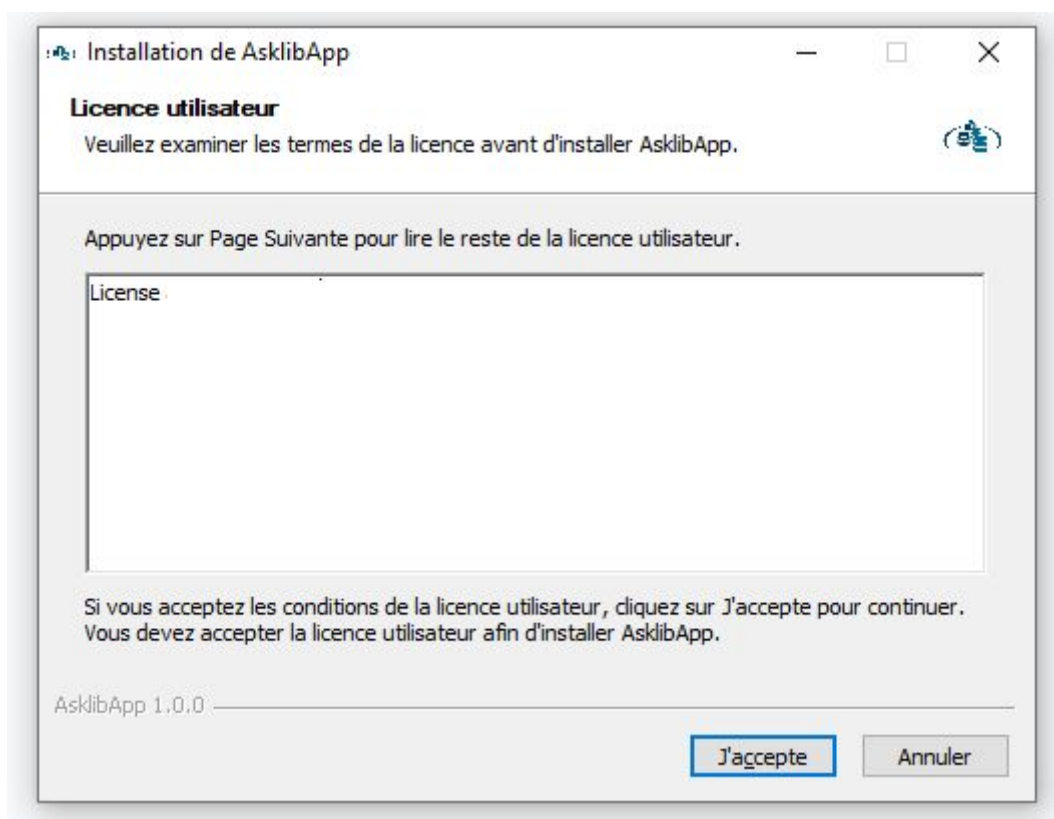 Installation de AsklibApp
Licence utilisateur
Veuillez examiner les termes de la licence avant d'installer AsklibApp.
Appuyez sur Page Suivante pour lire le reste de la licence utilisateur.
License
Si vous acceptez les conditions de la licence utilisateur, cliquez sur J'accepte pour continuer.
Vous devez accepter la licence utilisateur afin d'installer AsklibApp.
AsklibApp 1.0.0
J'accepte
Annuler